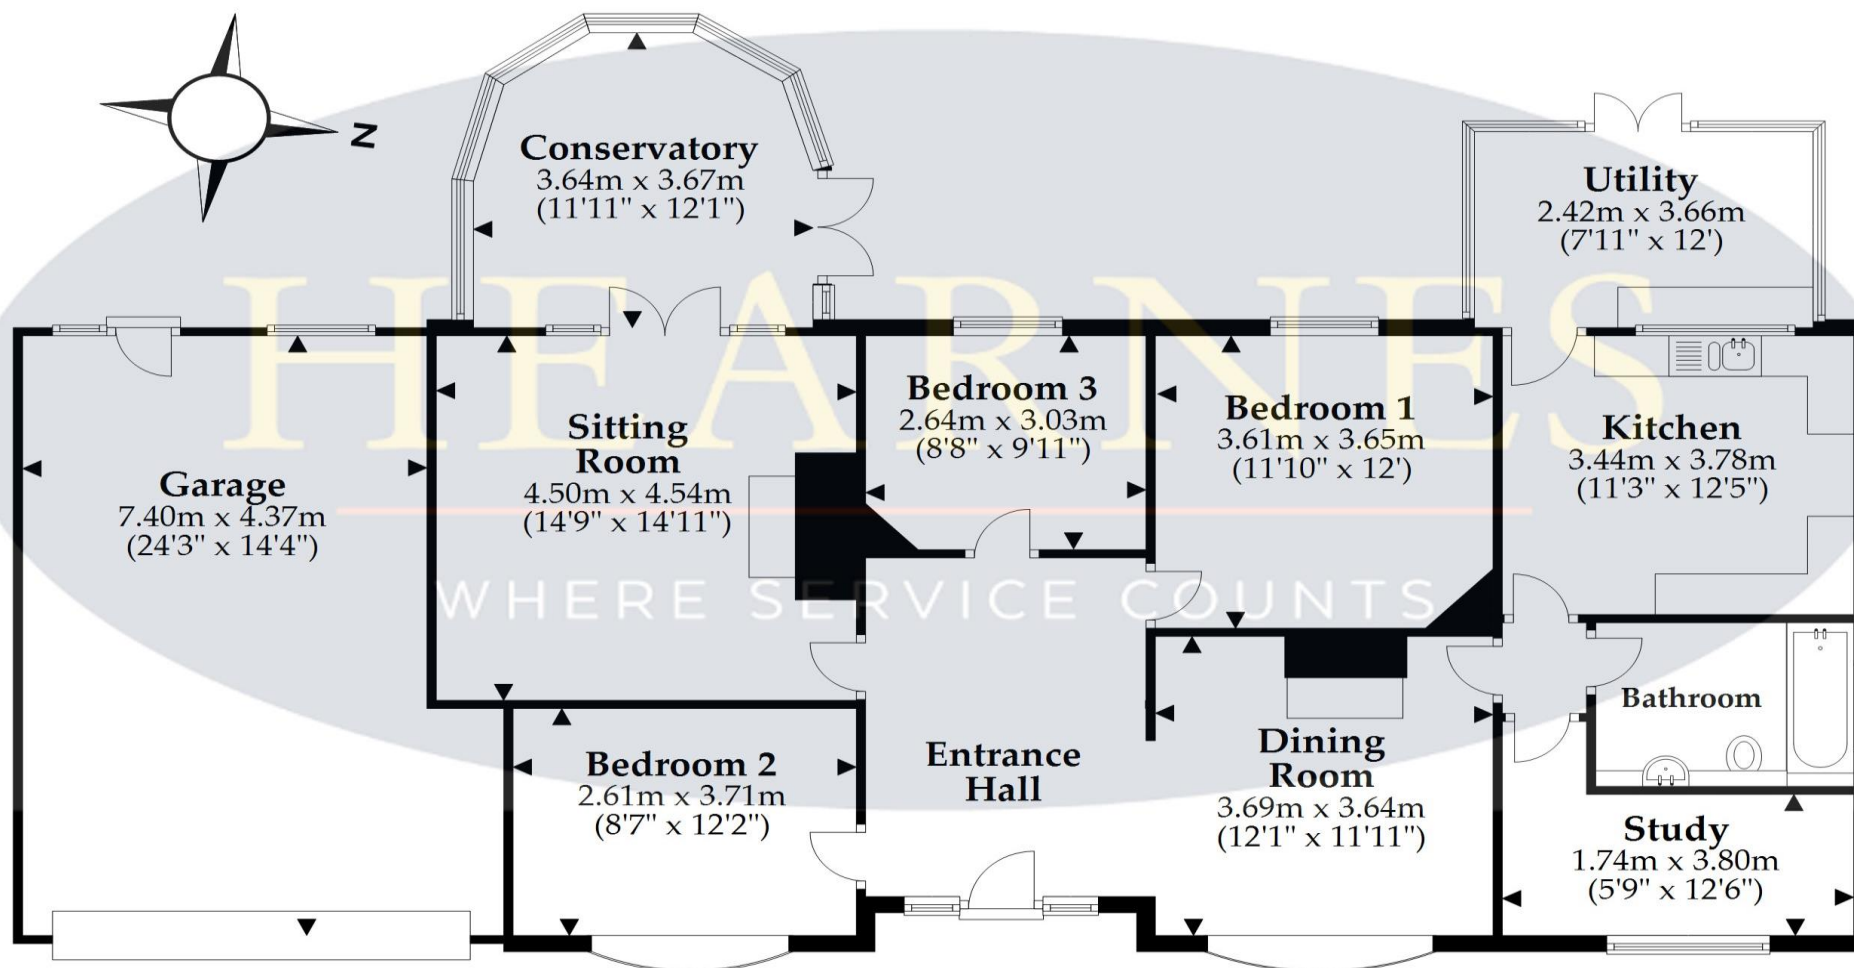 N
Conservatory
3.64m x 3.67m
(11'11" x 12'1")
Utility
2.42m x 3.66m
(7'11" x 12')
HEARNES
WHERE SERVICE COUNTS
Garage
7.40m x 4.37m
(24'3" x 14'4")
Sitting
Room
4.50m x 4.54m
(14'9" x 14'11")
Bedroom 3
2.64m x 3.03m
(8'8" x 9'11")
Bedroom 1
3.61m x 3.65m
(11'10" x 12')
Kitchen
3.44m x 3.78m
(11'3" x 12'5")
Bedroom 2
2.61m x 3.71m
(8'7" x 12'2")
Entrance
Hall
Dining
Room
3.69m x 3.64m
(12'1" x 11'11")
Bathroom
Study
1.74m x 3.80m
(5'9" x 12'6")